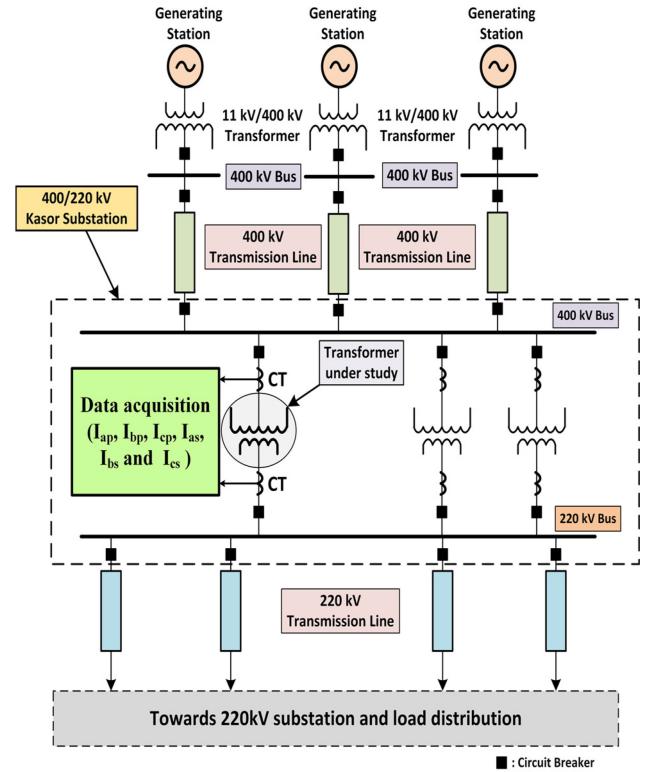 Generating
Station
Generating
Station
Generating
Station
11 kV/400 kV
Transformer
11 kV/400 kV
Transformer
400 kV Bus
400 kV Bus
400/220 kV
Kasor Substation
400 kV
Transmission Line
400 kV
Transmission Line
400 kV Bus
Transformer
under study
CT
Data acquisition
(Iap, Ibp, Icp, Ias,
Ibs and Ics )
CT
220 kV Bus
220 kV
Transmission Line
Towards 220kV substation and load distribution
: Circuit Breaker